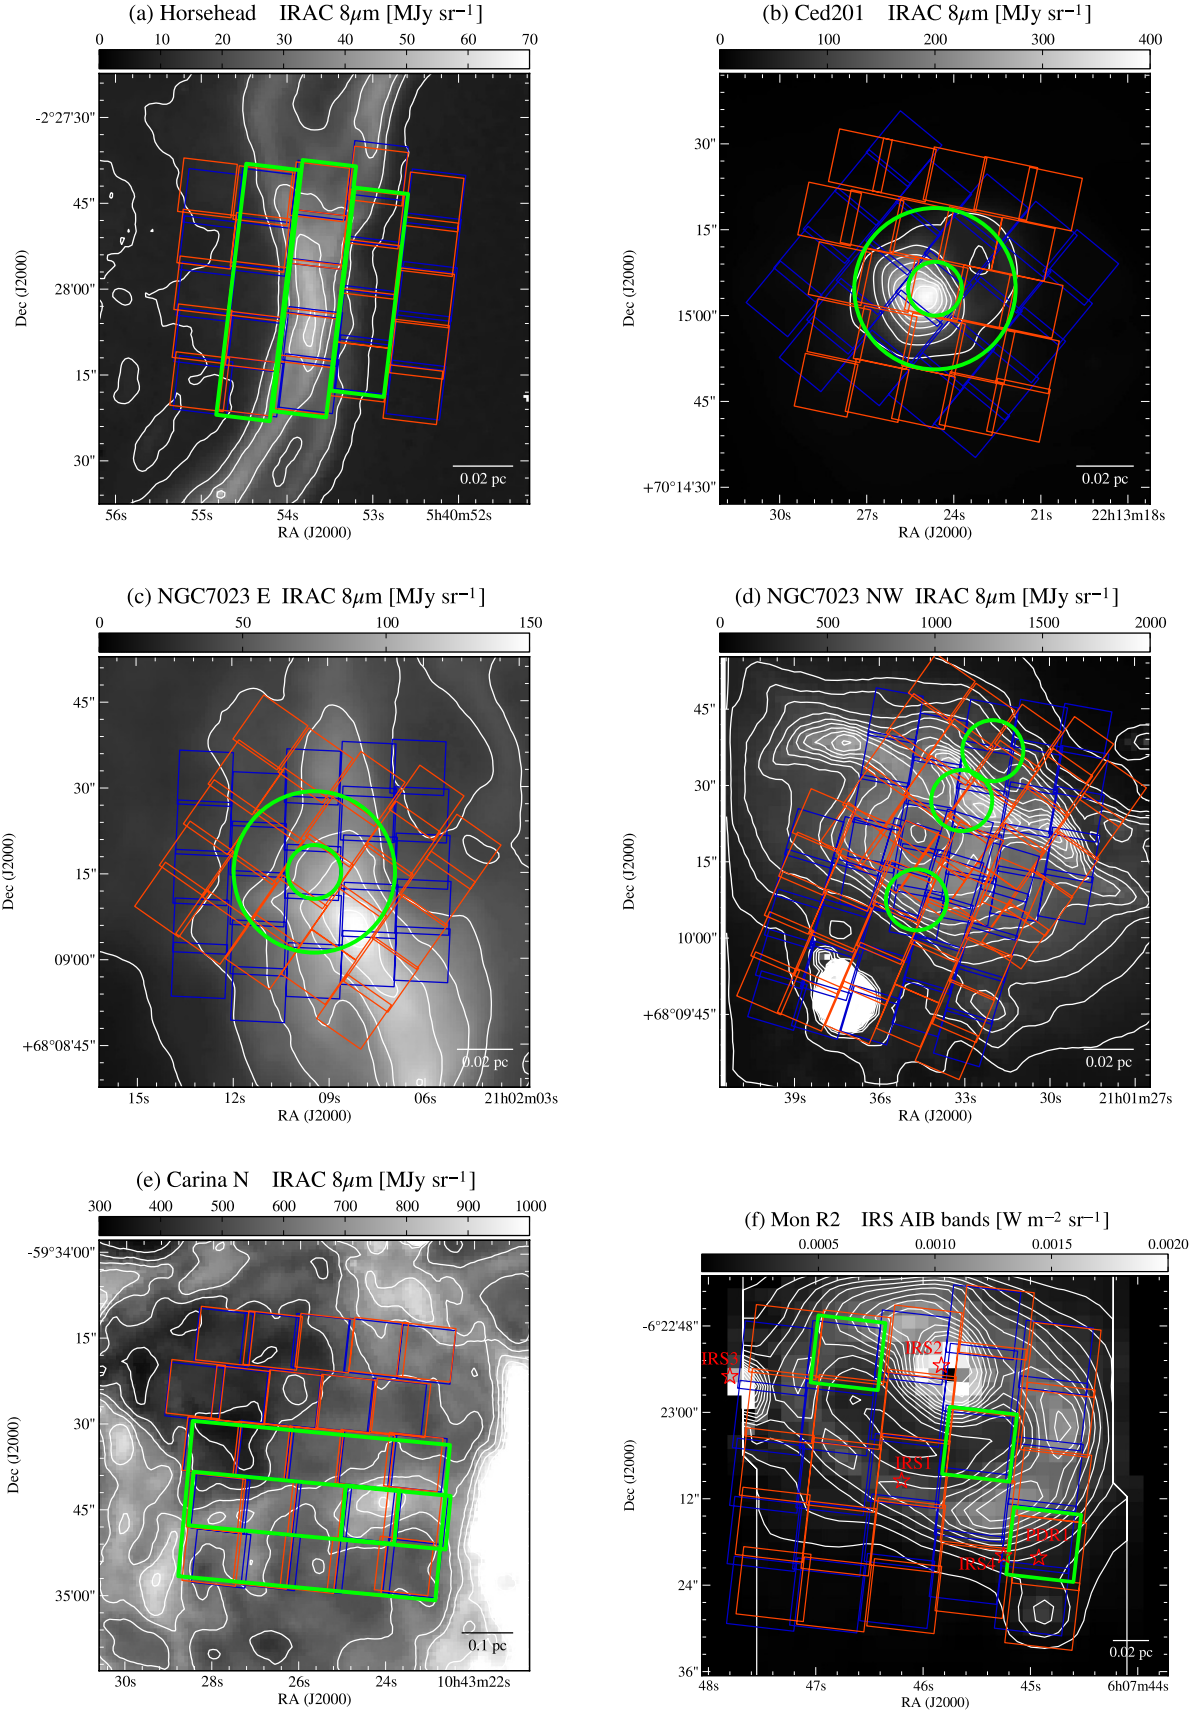 (a) Horsehead IRAC 8μm [MJy sr−1]
0 10 20 30 40 50 60 70
-2°27'30"
45"
28'00"
15"
30"
Dec (J2000)
0.02 pc
56s 55s 54s 53s 5h40m52s
RA (J2000)
(b) Ced201 IRAC 8μm [MJy sr−1]
0 100 200 300 400
30"
15"
15'00"
45"
+70°14'30"
Dec (J2000)
0.02 pc
30s 27s 24s 21s 22h13m18s
RA (J2000)
(c) NGC7023 E IRAC 8μm [MJy sr−1]
0 50 100 150
45"
30"
15"
09'00"
+68°08'45"
Dec (J2000)
0.02 pc
15s 12s 09s 06s 21h02m03s
RA (J2000)
(d) NGC7023 NW IRAC 8μm [MJy sr−1]
0 500 1000 1500 2000
45"
30"
15"
10'00"
+68°09'45"
Dec (J2000)
0.02 pc
39s 36s 33s 30s 21h01m27s
RA (J2000)
(e) Carina N IRAC 8μm [MJy sr−1]
300 400 500 600 700 800 900 1000
-59°34'00"
15"
30"
45"
35'00"
Dec (J2000)
0.1 pc
30s 28s 26s 24s 10h43m22s
RA (J2000)
(f) Mon R2 IRS AIB bands [W m−2 sr−1]
0.0005 0.0010 0.0015 0.0020
-6°22'48"
23'00"
12"
24"
36"
Dec (J2000)
IRS3
IRS2
IRS1
PDR1
IRS4
0.02 pc
48s 47s 46s 45s 6h07m44s
RA (J2000)